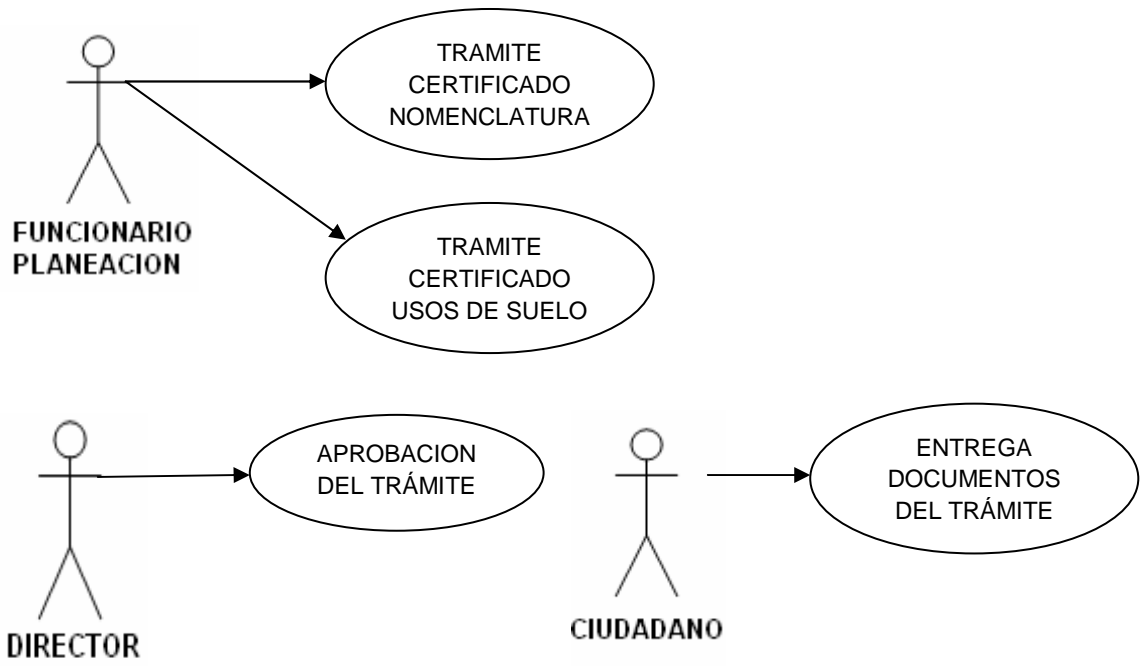 TRAMITE
CERTIFICADO
NOMENCLATURA
FUNCIONARIO
PLANEACION
TRAMITE
CERTIFICADO
USOS DE SUELO
APROBACION
DEL TRÁMITE
DIRECTOR
ENTREGA
DOCUMENTOS
DEL TRÁMITE
CIUDADANO